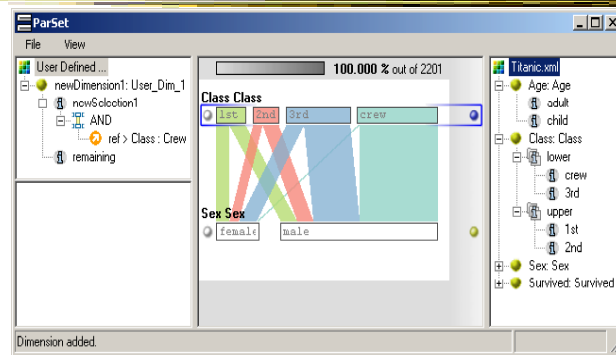 ParSet
File View
User Defined ...
newDimension1: User_Dim_1
newSelection1
AND
ref > Class : Crew
remaining
100.000 % out of 2201
Class Class
1st 2nd 3rd crew
Sex Sex
female male
Titanic.xml
Age: Age
adult
child
Class: Class
lower
crew
3rd
upper
1st
2nd
Sex: Sex
Survived: Survived
Dimension added.